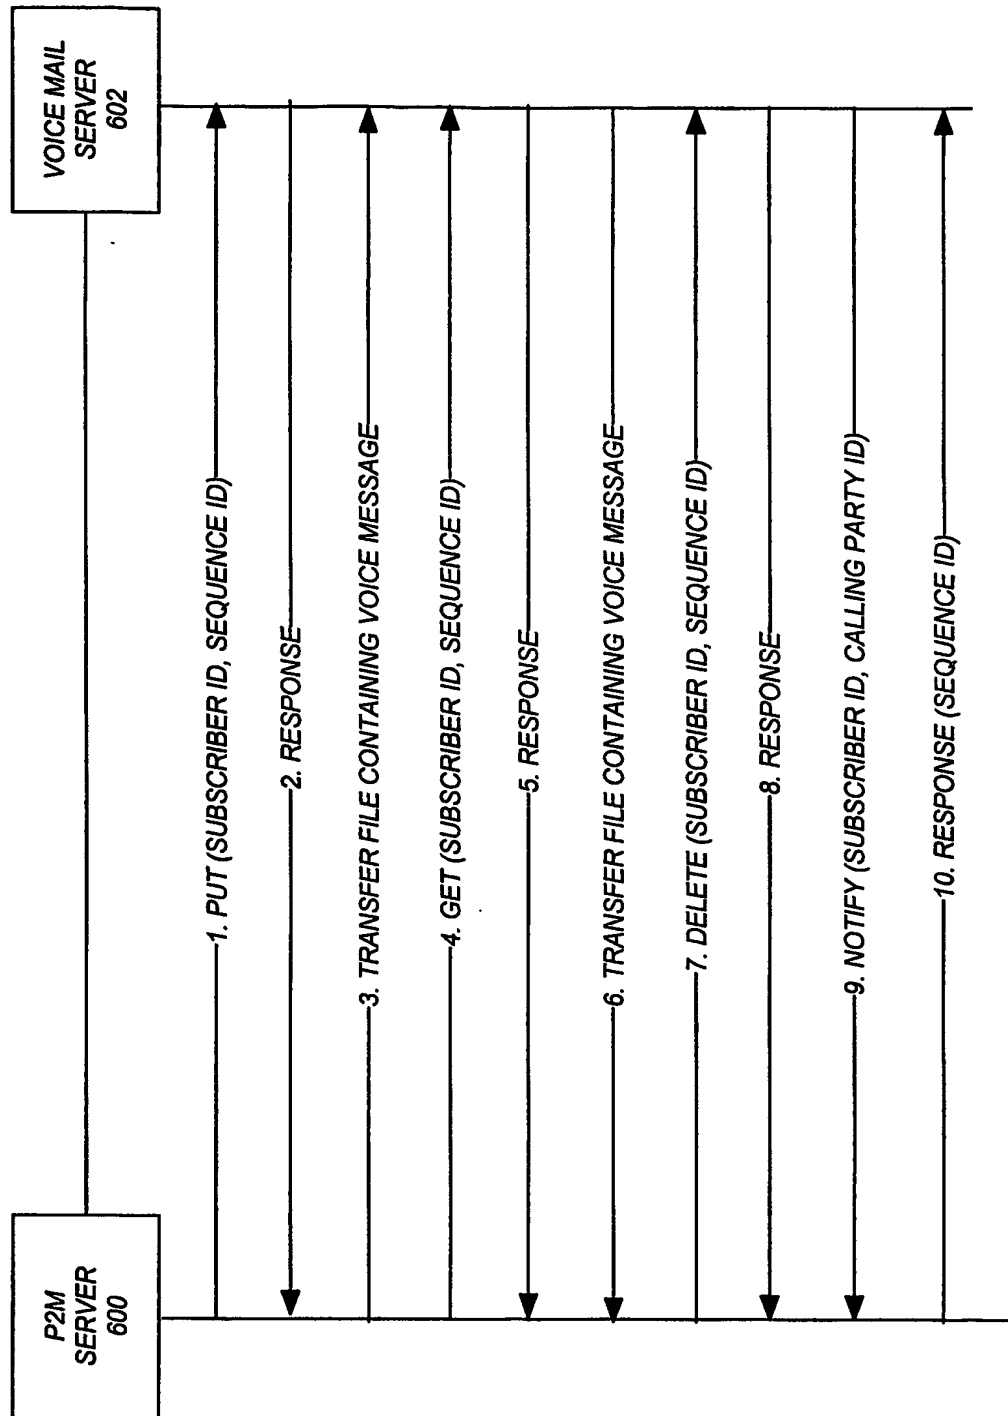 P2M
SERVER
600
VOICE MAIL
SERVER
602
1. PUT (SUBSCRIBER ID, SEQUENCE ID)
2. RESPONSE
3. TRANSFER FILE CONTAINING VOICE MESSAGE
4. GET (SUBSCRIBER ID, SEQUENCE ID)
5. RESPONSE
6. TRANSFER FILE CONTAINING VOICE MESSAGE
7. DELETE (SUBSCRIBER ID, SEQUENCE ID)
8. RESPONSE
9. NOTIFY (SUBSCRIBER ID, CALLING PARTY ID)
10. RESPONSE (SEQUENCE ID)